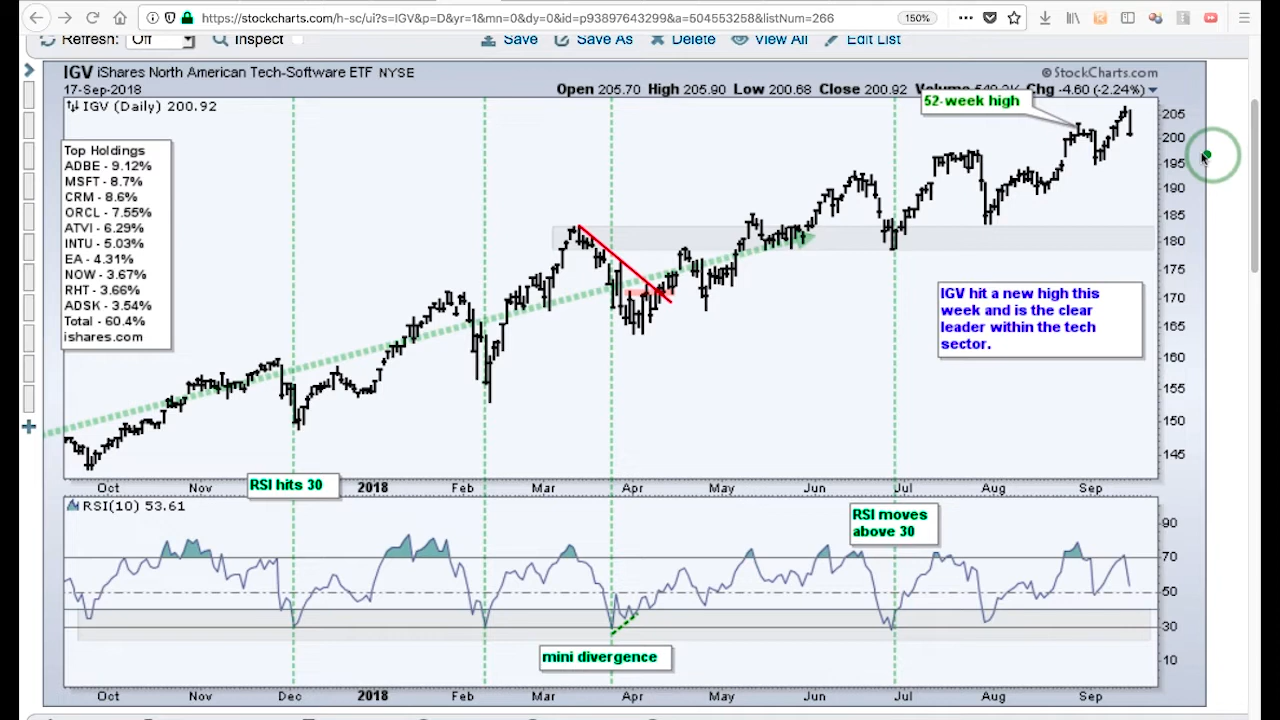 https://stockcharts.com/h-sc/ui?s=IGV&p=D&yr=1&mn=0&dy=0&id=p93897643299&a=504553258&listNum=266
150%
Refresh: Off Inspect Save Save As Delete View All Edit List
IGV iShares North American Tech-Software ETF NYSE
© StockCharts.com
17-Sep-2018
Open 205.70 High 205.90 Low 200.68 Close 200.92 Volume Chg -4.60 (-2.24%)
IGV (Daily) 200.92
52-week high
Top Holdings
ADBE - 9.12%
MSFT - 8.7%
CRM - 8.6%
ORCL - 7.55%
ATVI - 6.29%
INTU - 5.03%
EA - 4.31%
NOW - 3.67%
RHT - 3.66%
ADSK - 3.54%
Total - 60.4%
ishares.com
205
200
195
190
185
180
175
170
165
160
155
150
145
IGV hit a new high this
week and is the clear
leader within the tech
sector.
Oct Nov 2018 Feb Mar Apr May Jun Jul Aug Sep
RSI hits 30
RSI(10) 53.61
RSI moves
above 30
90
70
50
30
10
mini divergence
Oct Nov Dec 2018 Feb Mar Apr May Jun Jul Aug Sep